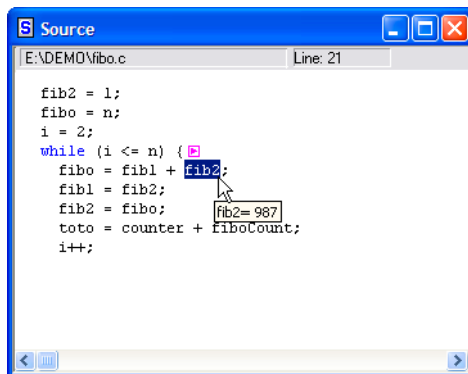 S Source
E:\DEMO\fibo.c Line: 21
fib2 = 1;
fibo = n;
i = 2;
while (i <= n) {
fibo = fib1 + fib2;
fib1 = fib2;
fib2 = fibo;
fib2= 987
toto = counter + fiboCount;
i++;